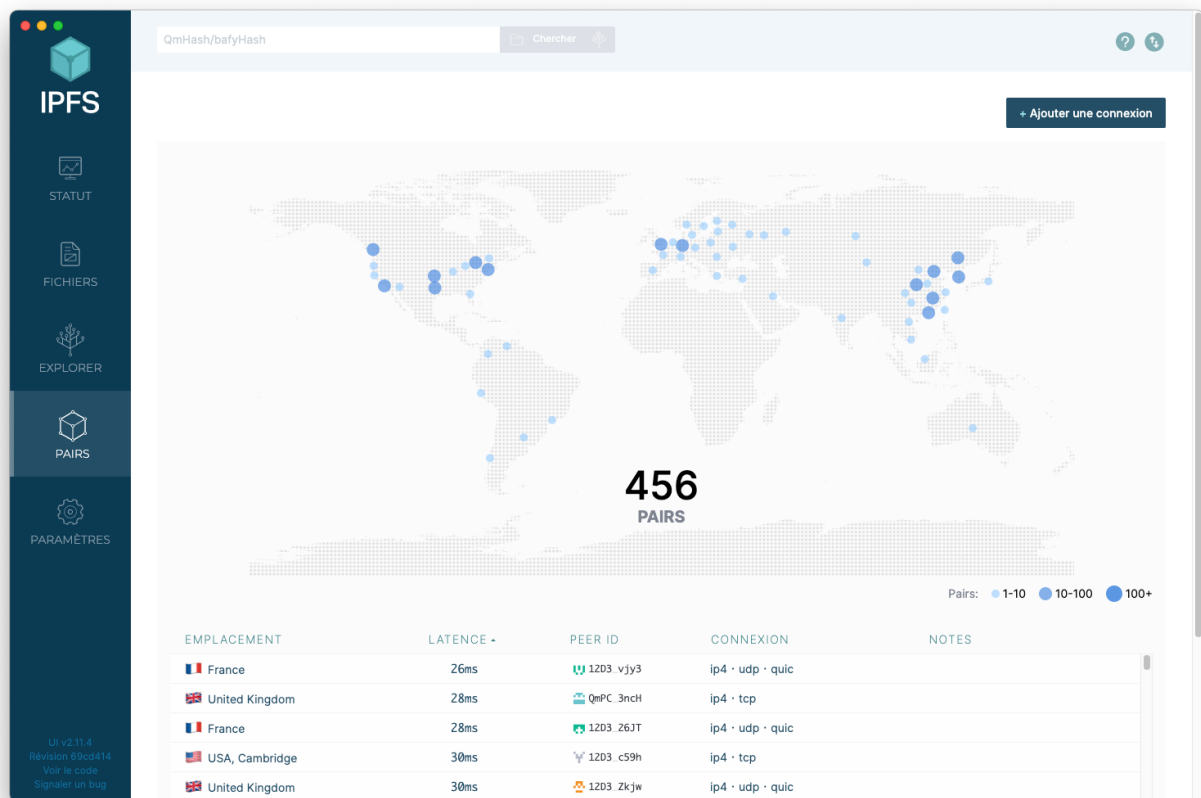 QmHash/bafyHash
Chercher
IPFS
+ Ajouter une connexion
STATUT
FICHIERS
EXPLORER
PAIRS
PARAMÈTRES
456
PAIRS
Pairs: 1-10 10-100 100+
EMPLACEMENT LATENCE PEER ID CONNEXION NOTES
France 26ms 12D3…vjy3 ip4 · udp · quic
United Kingdom 28ms QmPC…3ncH ip4 · tcp
France 28ms 12D3…Z6JT ip4 · udp · quic
USA, Cambridge 30ms 12D3…c59h ip4 · tcp
United Kingdom 30ms 12D3…Zkjw ip4 · udp · quic
UI v2.11.4
Révision 69cd414
Voir le code
Signaler un bug